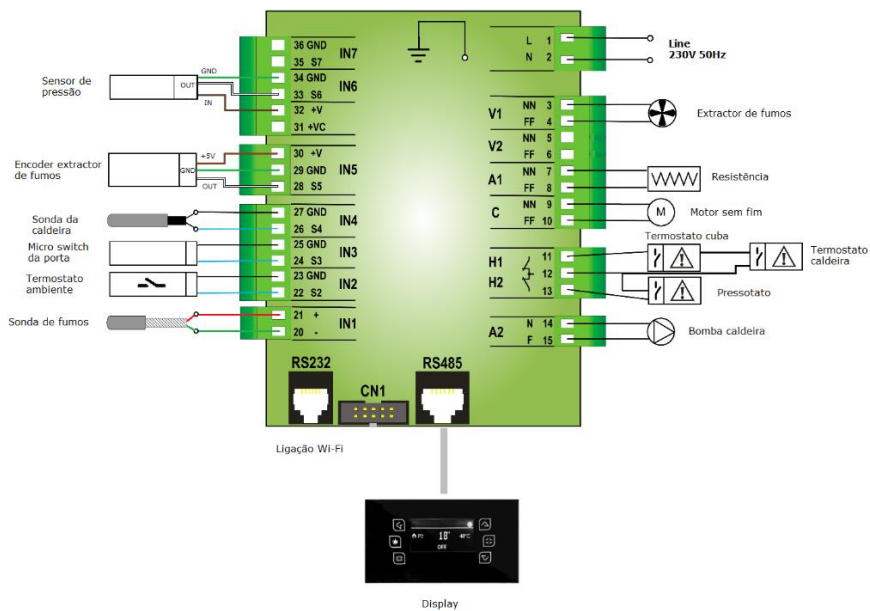 36 GND
IN7
35 S7
34 GND
IN6
33 S6
32 +V
31 +VC
30 +V
29 GND
IN5
28 S5
27 GND
IN4
26 S4
25 GND
IN3
24 S3
23 GND
IN2
22 S2
21 +
IN1
20 -
Sensor de
pressão
GND
OUT
IN
Encoder extractor
de fumos
+5V
GND
OUT
Sonda da
caldeira
Micro switch
da porta
Termostato
ambiente
Sonda de fumos
L 1
N 2
Line
230V 50Hz
V1
NN 3
FF 4
Extractor de fumos
V2
NN 5
FF 6
A1
NN 7
FF 8
Resistência
C
NN 9
FF 10
M
Motor sem fim
Termostato cuba
H1
11
12
H2
13
Termostato
caldeira
Pressotato
A2
N 14
F 15
Bomba caldeira
RS232
CN1
RS485
Ligação Wi-Fi
P2
18°
48°C
OFF
Display